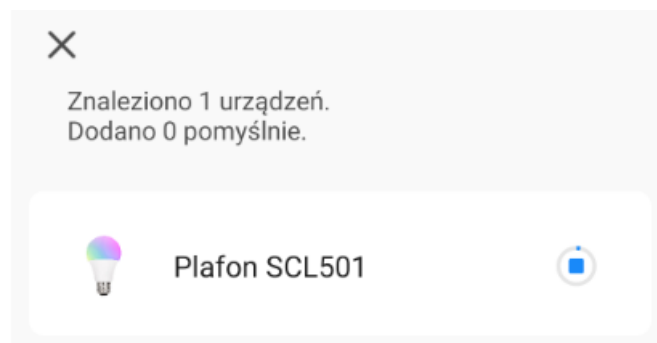 Znaleziono 1 urządzeń.
Dodano 0 pomyślnie.
Plafon SCL501